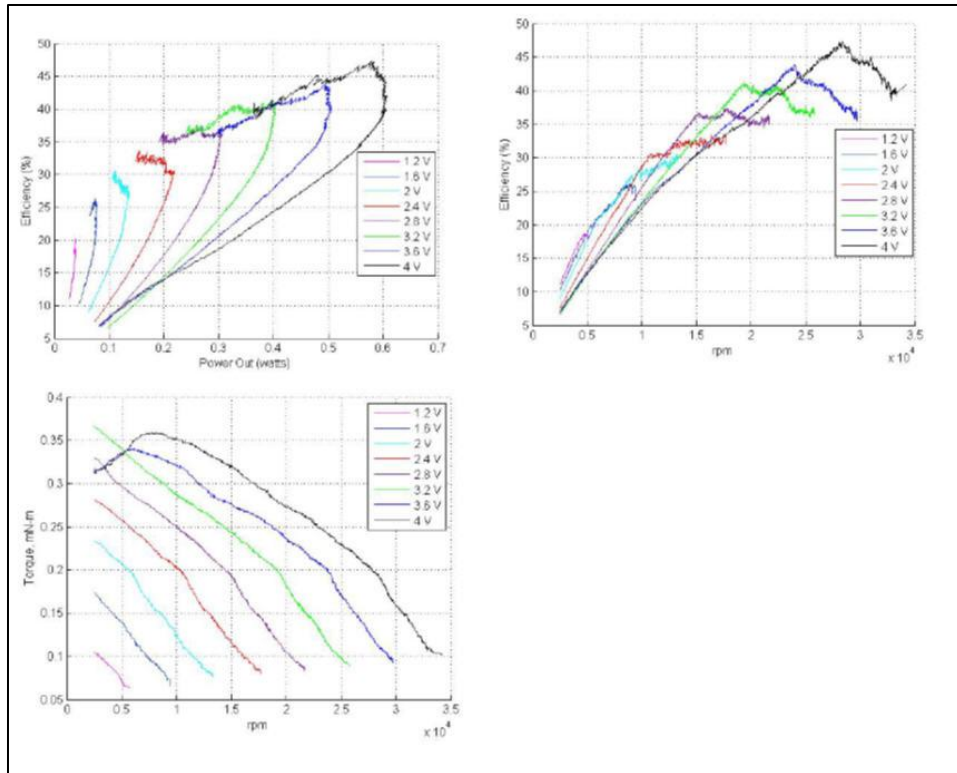 50
45
40
35
30
25
20
15
10
5
0
0.1
0.2
0.3
0.4
0.5
0.6
0.7
Efficiency (%)
Power Out (watts)
1.2 V
1.6 V
2 V
2.4 V
2.8 V
3.2 V
3.6 V
4 V
50
45
40
35
30
25
20
15
10
5
0
0.5
1
1.5
2
2.5
3
3.5
Efficiency (%)
rpm
x 10^4
1.2 V
1.6 V
2 V
2.4 V
2.8 V
3.2 V
3.6 V
4 V
0.4
0.35
0.3
0.25
0.2
0.15
0.1
0.05
0
0.5
1
1.5
2
2.5
3
3.5
Torque, mN-m
rpm
x 10^4
1.2 V
1.6 V
2 V
2.4 V
2.8 V
3.2 V
3.6 V
4 V